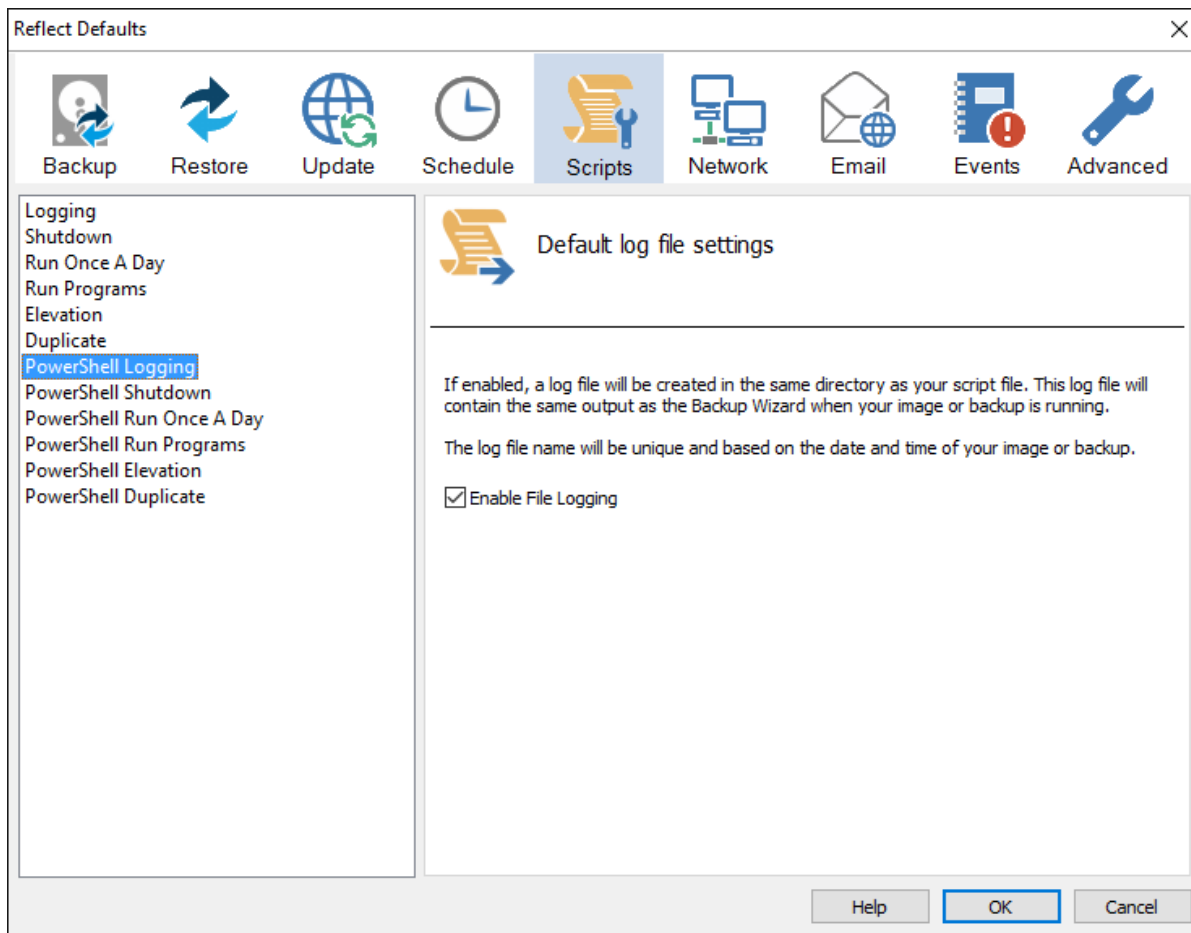 Reflect Defaults
Backup
Restore
Update
Schedule
Scripts
Network
Email
Events
Advanced
Logging
Shutdown
Run Once A Day
Run Programs
Elevation
Duplicate
PowerShell Logging
PowerShell Shutdown
PowerShell Run Once A Day
PowerShell Run Programs
PowerShell Elevation
PowerShell Duplicate
Default log file settings
If enabled, a log file will be created in the same directory as your script file. This log file will
contain the same output as the Backup Wizard when your image or backup is running.
The log file name will be unique and based on the date and time of your image or backup.
Enable File Logging
Help
OK
Cancel